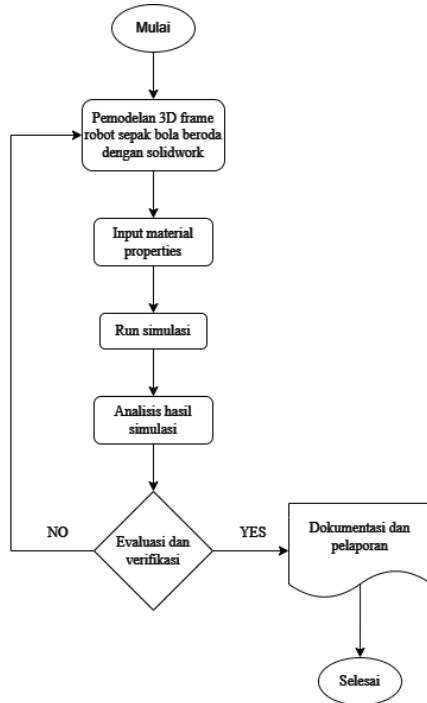 Mulai
Pemodelan 3D frame
robot sepak bola beroda
dengan solidwork
Input material
properties
Run simulasi
Analisis hasil
simulasi
NO
Evaluasi dan
verifikasi
YES
Dokumentasi dan
pelaporan
Selesai